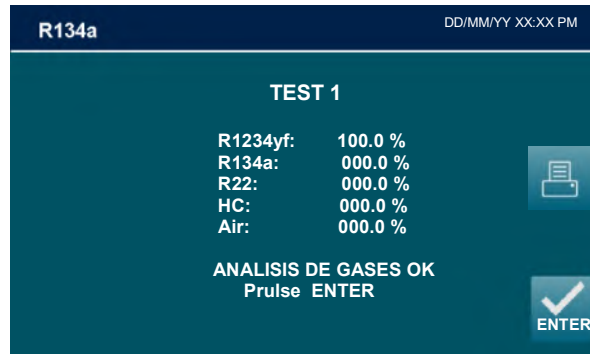 R134a DD/MM/YY XX:XX PM
TEST 1
R1234yf: 100.0 %
R134a: 000.0 %
R22: 000.0 %
HC: 000.0 %
Air: 000.0 %
ANALISIS DE GASES OK
Prulse ENTER
ENTER